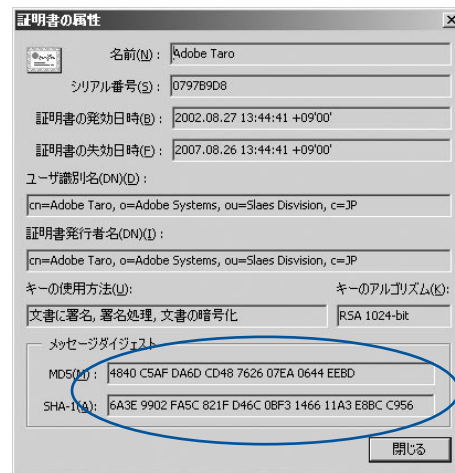 証明書の属性
名前(N): Adobe Taro
シリアル番号(S): 0797B9D8
証明書の発効日時(B): 2002.08.27 13:44:41 +09'00'
証明書の失効日時(E): 2007.08.26 13:44:41 +09'00'
ユーザ識別名(DN)(D):
cn=Adobe Taro, o=Adobe Systems, ou=Slaes Disvision, c=JP
証明書発行者名(DN)(I):
cn=Adobe Taro, o=Adobe Systems, ou=Slaes Disvision, c=JP
キーの使用方法(U): キーのアルゴリズム(K):
文書に署名, 署名処理, 文書の暗号化 RSA 1024-bit
メッセージダイジェスト
MD5(M): 4840 C5AF DA6D CD48 7626 07EA 0644 EEBD
SHA-1(A): 6A3E 9902 FA5C 821F D46C 0BF3 1466 11A3 E8BC C956
閉じる